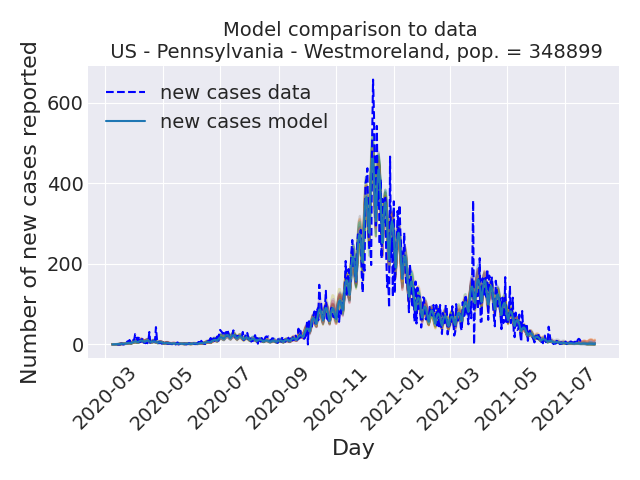 Model comparison to data
US - Pennsylvania - Westmoreland, pop. = 348899
Number of new cases reported
600
400
200
0
new cases data
new cases model
2020-03
2020-05
2020-07
2020-09
2020-11
2021-01
2021-03
2021-05
2021-07
Day